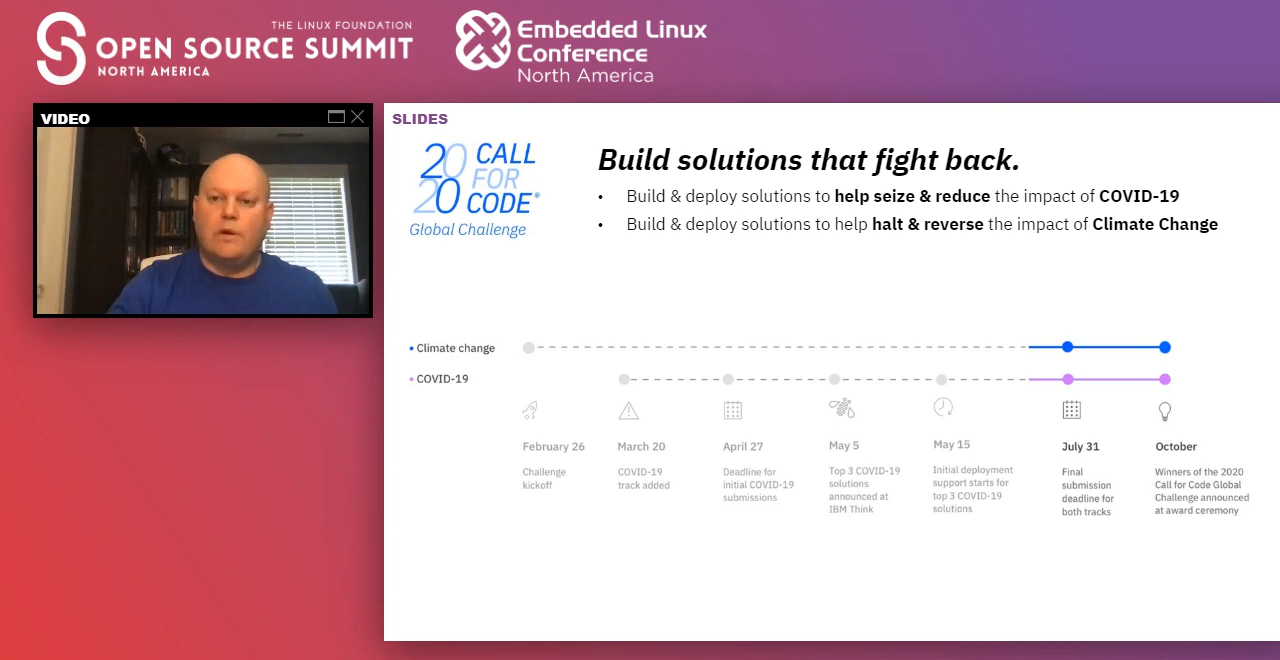 THE LINUX FOUNDATION
OPEN SOURCE SUMMIT
NORTH AMERICA
Embedded Linux
Conference
North America
VIDEO
SLIDES
2020 CALL
FOR
CODE®
Global Challenge
Build solutions that fight back.
• Build & deploy solutions to help seize & reduce the impact of COVID-19
• Build & deploy solutions to help halt & reverse the impact of Climate Change
• Climate change
• COVID-19
February 26
Challenge
kickoff
March 20
COVID-19
track added
April 27
Deadline for
initial COVID-19
submissions
May 5
Top 3 COVID-19
solutions
announced at
IBM Think
May 15
Initial deployment
support starts for
top 3 COVID-19
solutions
July 31
Final
submission
deadline for
both tracks
October
Winners of the 2020
Call for Code Global
Challenge announced
at award ceremony